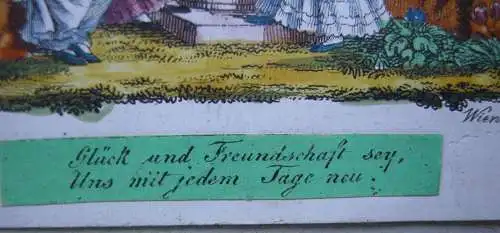 Wien
Glück und Freundschaft sey,
Uns mit jedem Tage neu.